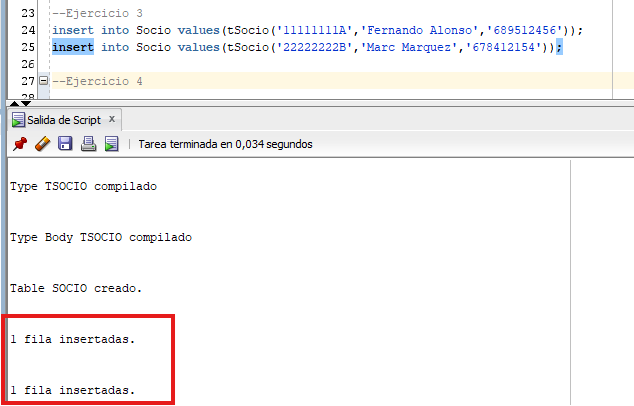 23 --Ejercicio 3
24 insert into Socio values(tSocio('11111111A','Fernando Alonso','689512456'));
25 insert into Socio values(tSocio('22222222B','Marc Marquez','678412154'));
26
27 --Ejercicio 4
28
Salida de Script x
Tarea terminada en 0,034 segundos
Type TSOCIO compilado
Type Body TSOCIO compilado
Table SOCIO creado.
1 fila insertadas.
1 fila insertadas.